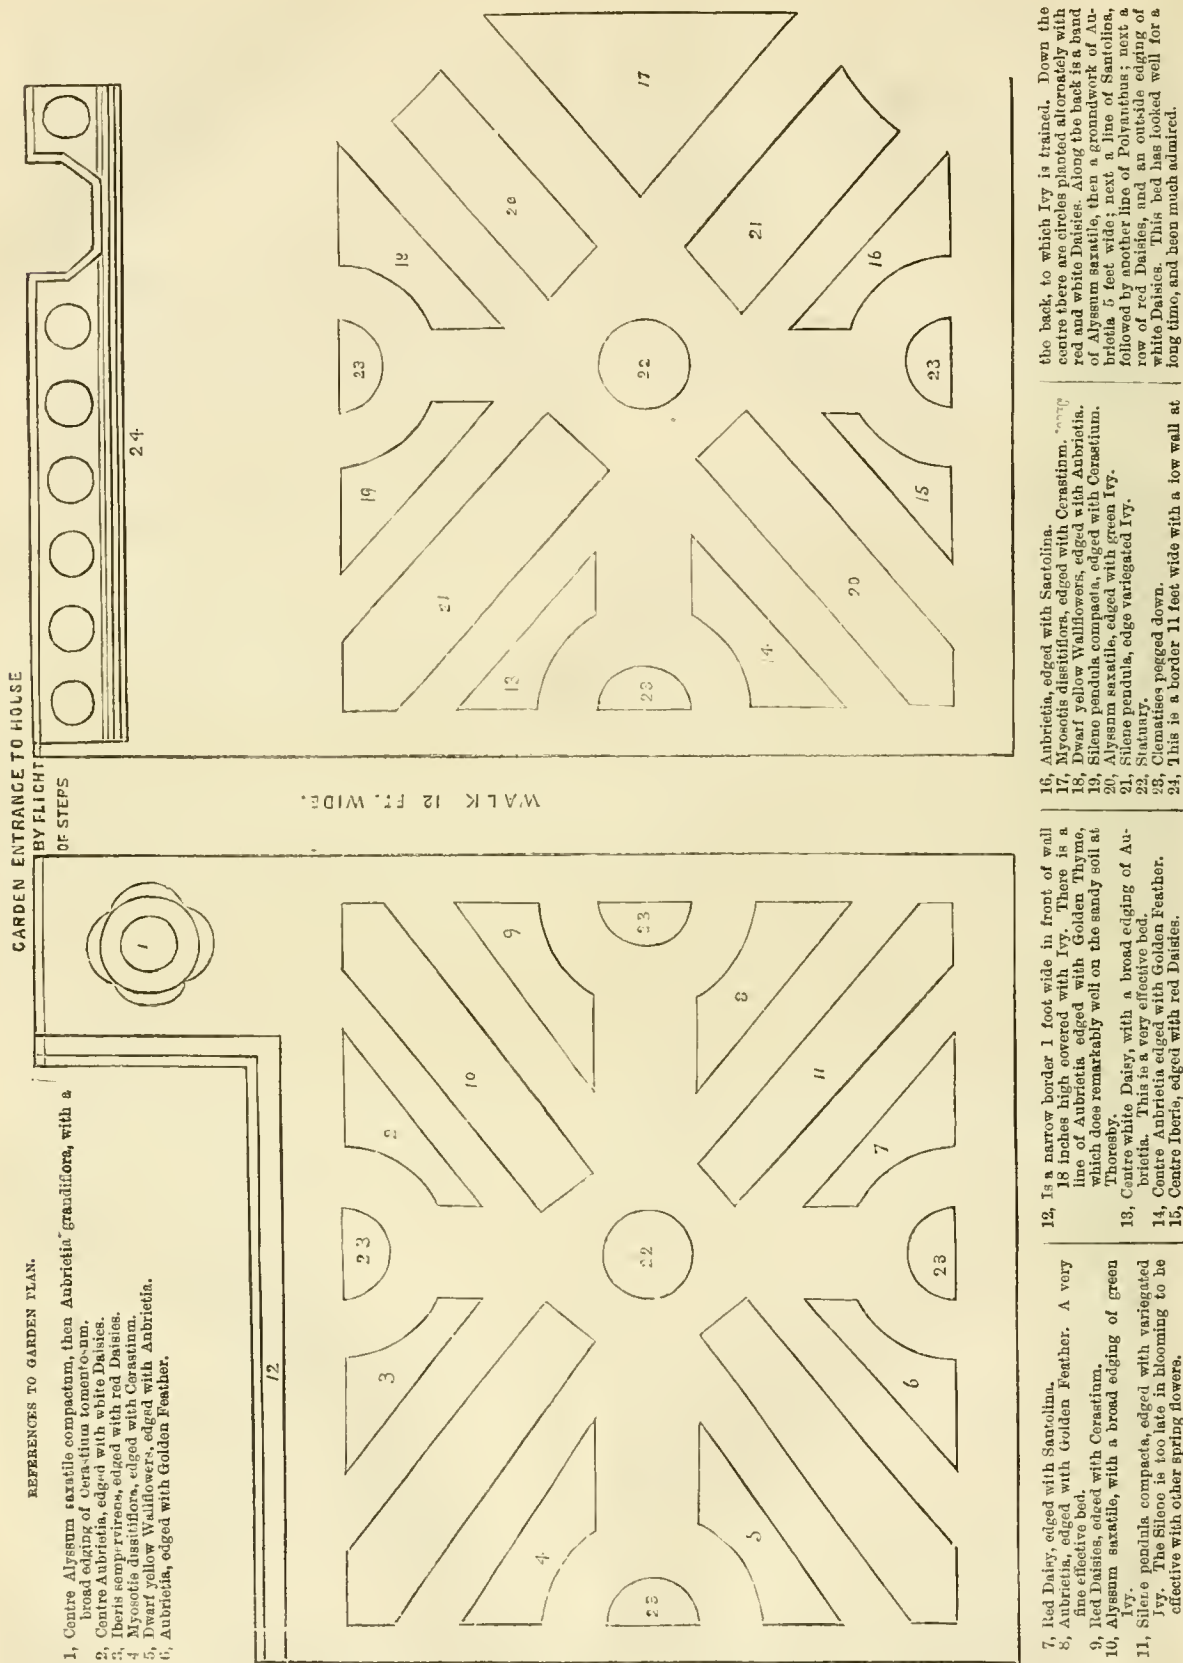 GARDEN ENTRANCE TO HOUSE
BY FLIGHT
OF STEPS
REFERENCES TO GARDEN PLAN.
1, Centre Alyssum saxatile compactum, then Aubrietia grandiflora, with a
broad edging of Cerastium tomentosum.
2, Centre Aubrietia, edged with white Daisies.
3, Iberis sempervirens, edged with red Daisies.
4 Myosotis dissitiflora, edged with Cerastium.
5, Dwarf yellow Wallflowers, edged with Aubrietia.
6, Aubrietia, edged with Golden Feather.
1
12
2
3
4
5
6
7
8
9
10
11
22
23
23
23
23
WALK 12 FT. WIDE.
24
13
14
15
16
17
18
19
20
20
21
21
22
23
23
23
7, Red Daisy, edged with Santolina.
8, Aubrietia, edged with Golden Feather. A very
fine effective bed.
9, Red Daisies, edged with Cerastium.
10, Alyssum saxatile, with a broad edging of green
Ivy.
11, Silene pendula compacta, edged with variegated
Ivy. The Silene is too late in blooming to be
effective with other spring flowers.
12, Is a narrow border 1 foot wide in front of wall
18 inches high covered with Ivy. There is a
line of Aubrietia edged with Golden Thyme,
which does remarkably well on the sandy soil at
Thoresby.
13, Centre white Daisy, with a broad edging of Au-
brietia. This is a very effective bed.
14, Centre Aubrietia edged with Golden Feather.
15, Centre Iberis, edged with red Daisies.
16, Aubrietia, edged with Santolina.
17, Myosotis dissitiflora, edged with Cerastium.
18, Dwarf yellow Wallflowers, edged with Aubrietia.
19, Silene pendula compacta, edged with Cerastium.
20, Alyssum saxatile, edged with green Ivy.
21, Silene pendula, edge variegated Ivy.
22, Statuary.
23, Clematises pegged down.
24, This is a border 11 feet wide with a low wall at
the back, to which Ivy is trained. Down the
centre there are circles planted alternately with
red and white Daisies. Along the back is a band
of Alyssum saxatile, then a groundwork of Au-
brietia 5 feet wide; next a line of Santolina,
followed by another line of Polyanthus; next a
row of red Daisies, and an outside edging of
white Daisies. This bed has looked well for a
long time, and been much admired.